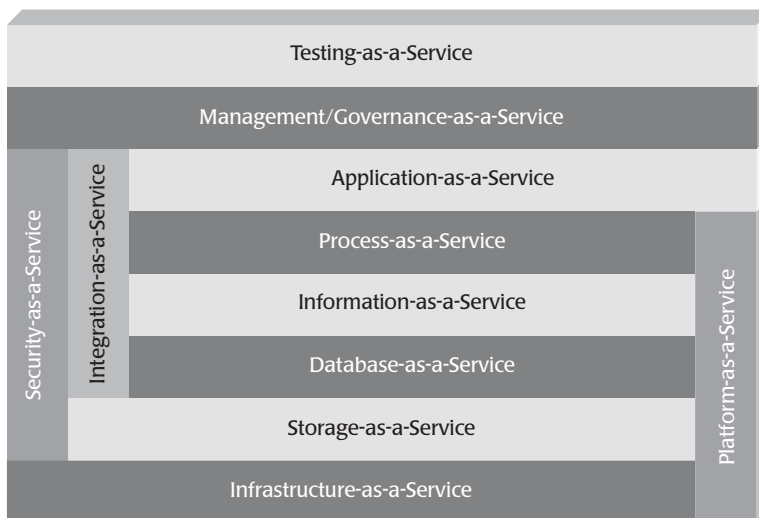 Testing-as-a-Service
Management/Governance-as-a-Service
Security-as-a-Service
Integration-as-a-Service
Application-as-a-Service
Process-as-a-Service
Information-as-a-Service
Database-as-a-Service
Platform-as-a-Service
Storage-as-a-Service
Infrastructure-as-a-Service